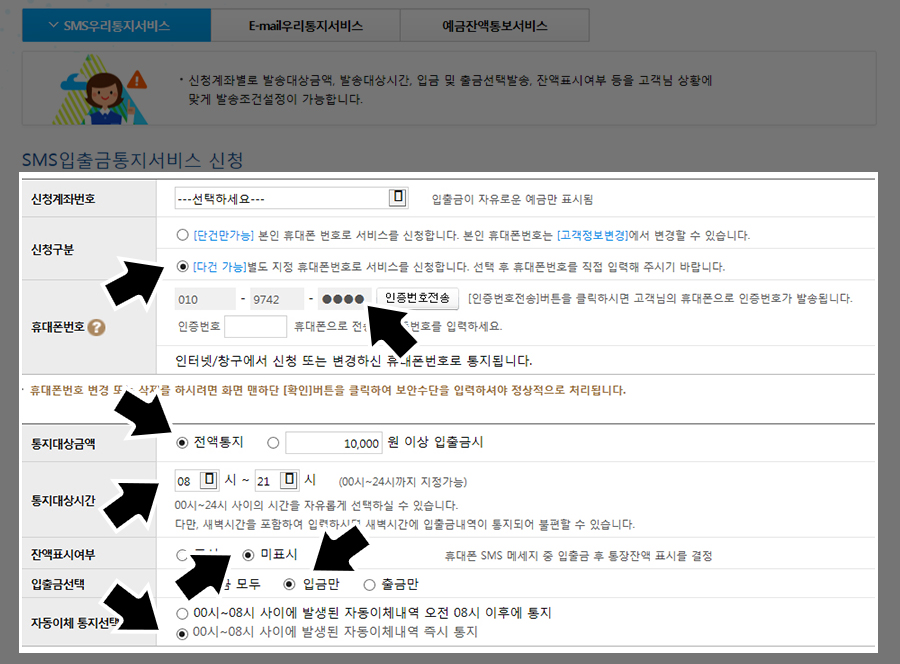 SMS우리통지서비스
E-mail우리통지서비스
예금잔액통보서비스
· 신청계좌별로 발송대상금액, 발송대상시간, 입금 및 출금선택발송, 잔액표시여부 등을 고객님 상황에
맞게 발송조건설정이 가능합니다.
SMS입출금통지서비스 신청
신청계좌번호
---선택하세요---
입출금이 자유로운 예금만 표시됨
신청구분
[단건만가능] 본인 휴대폰 번호로 서비스를 신청합니다. 본인 휴대폰번호는 [고객정보변경]에서 변경할 수 있습니다.
[다건 가능]별도 지정 휴대폰번호로 서비스를 신청합니다. 선택 후 휴대폰번호를 직접 입력해 주시기 바랍니다.
휴대폰번호 ?
010 - 9742 - ●●●● 인증번호전송 [인증번호전송]버튼을 클릭하시면 고객님의 휴대폰으로 인증번호가 발송됩니다.
인증번호 휴대폰으로 번호를 입력하세요.
인터넷/창구에서 신청 또는 변경하신 휴대폰번호로 통지됩니다.
· 휴대폰번호 변경 또는 삭제를 하시려면 화면 맨하단 [확인]버튼을 클릭하여 보안수단을 입력하셔야 정상적으로 처리됩니다.
통지대상금액
전액통지 10,000 원 이상 입출금시
통지대상시간
08 시 ~ 21 시 (00시~24시까지 지정가능)
00시~24시 사이의 시간을 자유롭게 선택하실 수 있습니다.
다만, 새벽시간을 포함하여 입력하시면 새벽시간에 입출금내역이 통지되어 불편할 수 있습니다.
잔액표시여부
미표시
휴대폰 SMS 메세지 중 입출금 후 통장잔액 표시를 결정
입출금선택
모두 입금만 출금만
자동이체 통지선택
00시~08시 사이에 발생된 자동이체내역 오전 08시 이후에 통지
00시~08시 사이에 발생된 자동이체내역 즉시 통지